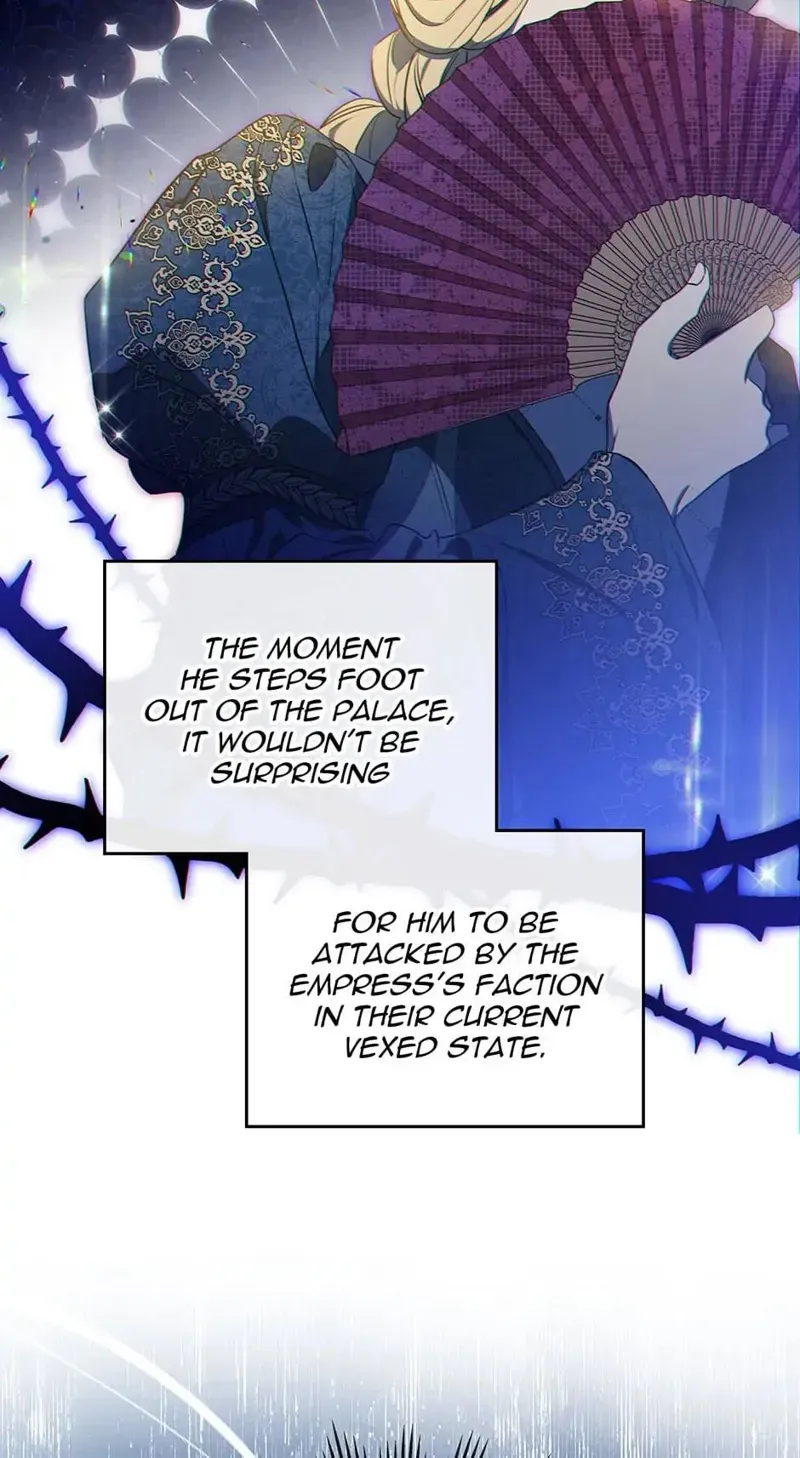 THE MOMENT
HE STEPS FOOT
OUT OF THE PALACE,
IT WOULDN'T BE
SURPRISING
FOR HIM TO BE
ATTACKED BY THE
EMPRESS'S FACTION
IN THEIR CURRENT
VEXED STATE.